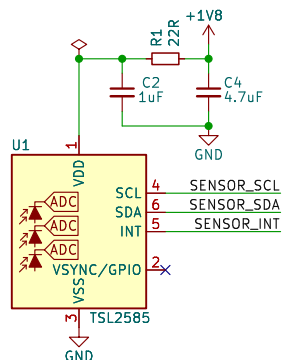 +1V8
R1
22R
C2
1uF
C4
4.7uF
GND
U1
1
VDD
ADC
ADC
ADC
SCL
4
SENSOR_SCL
SDA
6
SENSOR_SDA
INT
5
SENSOR_INT
VSYNC/GPIO
2
VSS
3
TSL2585
GND